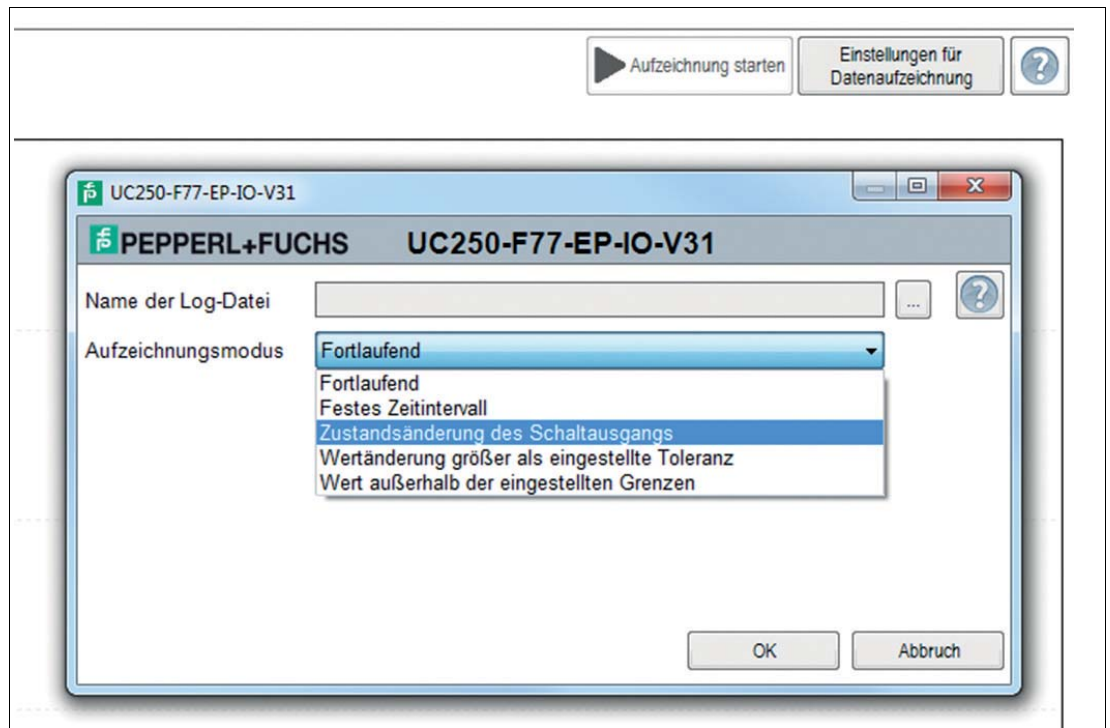 Aufzeichnung starten
Einstellungen für
Datenaufzeichnung
?
UC250-F77-EP-IO-V31
PEPPERL+FUCHS UC250-F77-EP-IO-V31
Name der Log-Datei
...
?
Aufzeichnungsmodus Fortlaufend
Fortlaufend
Festes Zeitintervall
Zustandsänderung des Schaltausgangs
Wertänderung größer als eingestellte Toleranz
Wert außerhalb der eingestellten Grenzen
OK Abbruch